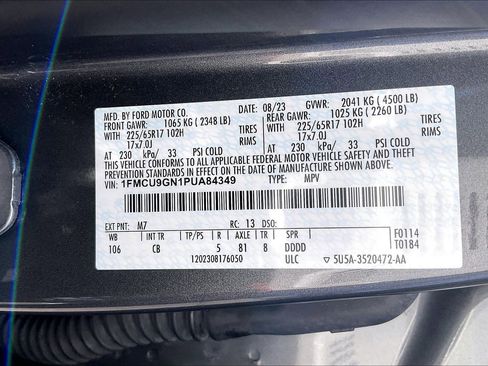 MFD. BY FORD MOTOR CO. DATE: 08/23 GVWR: 2041 KG ( 4500 LB)
FRONT GAWR: 1065 KG ( 2348 LB) REAR GAWR: 1025 KG ( 2260 LB)
WITH 225/65R17 102H TIRES WITH 225/65R17 102H TIRES
17x7.0J RIMS 17x7.0J RIMS
AT 230 kPa/ 33 PSI COLD AT 230 kPa/ 33 PSI COLD
THIS VEHICLE CONFORMS TO ALL APPLICABLE FEDERAL MOTOR VEHICLE SAFETY AND THEFT
PREVENTION STANDARDS IN EFFECT ON THE DATE OF MANUFACTURE SHOWN ABOVE.
VIN: 1FMCU9GN1PUA84349 TYPE: MPV
EXT PNT: M7 RC: 13 DSO:
WB INT TR TP/PS R AXLE TR SPR F0114
106 CB 5 81 8 DDDD T0184
1202308176050 ULC 5U5A-3520472-AA